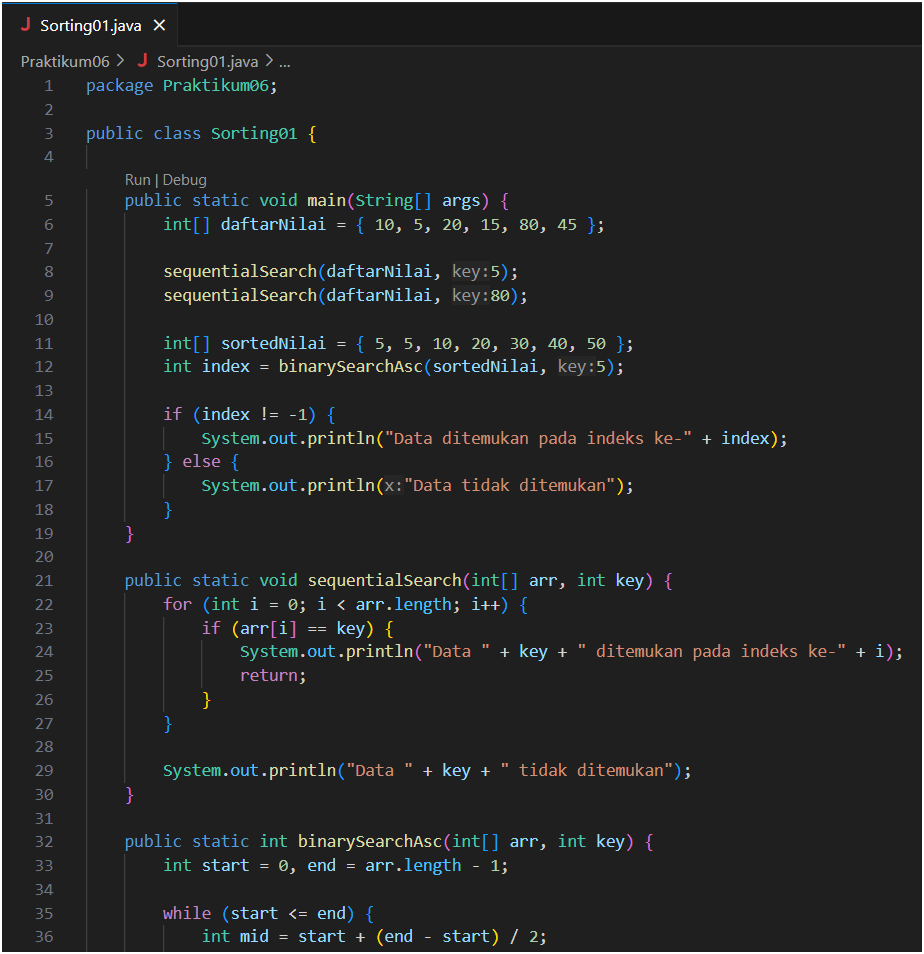 J Sorting01.java ×
Praktikum06 > J Sorting01.java > ...
1 package Praktikum06;
2
3 public class Sorting01 {
4
Run | Debug
5 public static void main(String[] args) {
6 int[] daftarNilai = { 10, 5, 20, 15, 80, 45 };
7
8 sequentialSearch(daftarNilai, key:5);
9 sequentialSearch(daftarNilai, key:80);
10
11 int[] sortedNilai = { 5, 5, 10, 20, 30, 40, 50 };
12 int index = binarySearchAsc(sortedNilai, key:5);
13
14 if (index != -1) {
15 System.out.println("Data ditemukan pada indeks ke-" + index);
16 } else {
17 System.out.println(x:"Data tidak ditemukan");
18 }
19 }
20
21 public static void sequentialSearch(int[] arr, int key) {
22 for (int i = 0; i < arr.length; i++) {
23 if (arr[i] == key) {
24 System.out.println("Data " + key + " ditemukan pada indeks ke-" + i);
25 return;
26 }
27 }
28
29 System.out.println("Data " + key + " tidak ditemukan");
30 }
31
32 public static int binarySearchAsc(int[] arr, int key) {
33 int start = 0, end = arr.length - 1;
34
35 while (start <= end) {
36 int mid = start + (end - start) / 2;